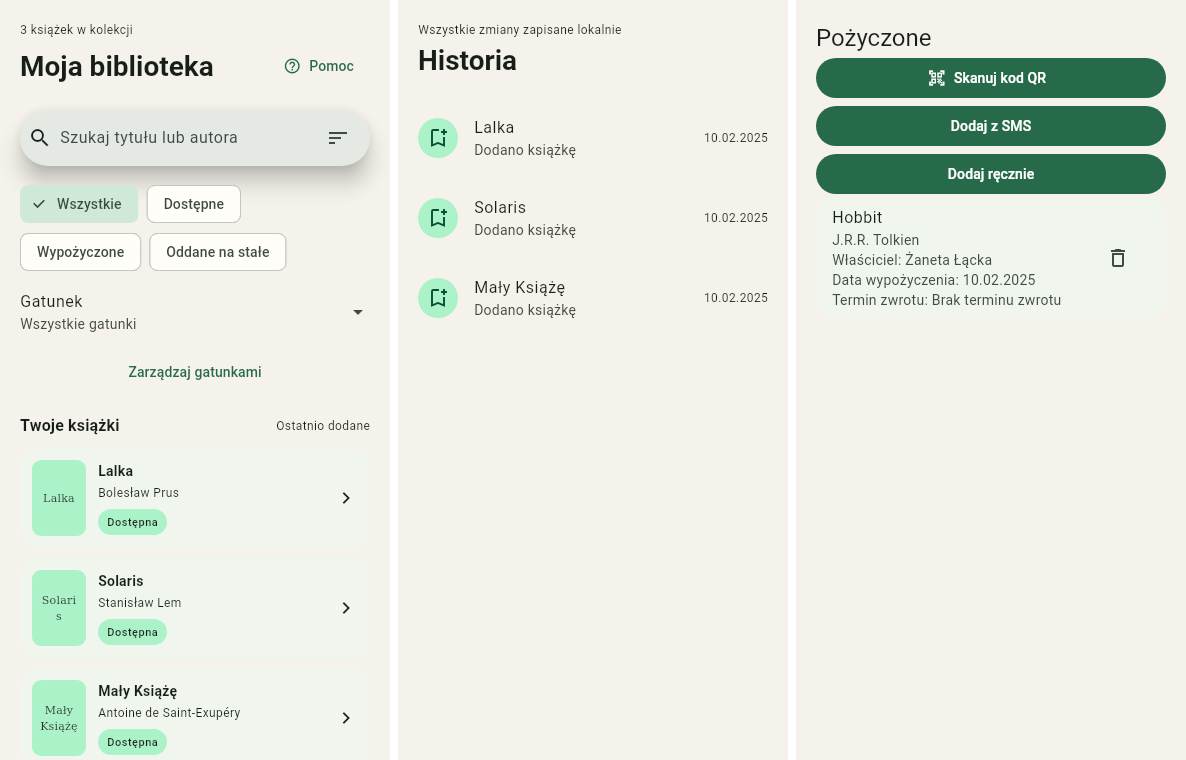 3 książek w kolekcji
Moja biblioteka
Pomoc
Szukaj tytułu lub autora
Wszystkie
Dostępne
Wypożyczone
Oddane na stałe
Gatunek
Wszystkie gatunki
Zarządzaj gatunkami
Twoje książki
Ostatnio dodane
Lalka
Lalka
Bolesław Prus
Dostępna
Solari
s
Solaris
Stanisław Lem
Dostępna
Mały
Książę
Mały Książę
Antoine de Saint-Exupéry
Dostępna
Wszystkie zmiany zapisane lokalnie
Historia
Lalka
Dodano książkę
10.02.2025
Solaris
Dodano książkę
10.02.2025
Mały Książę
Dodano książkę
10.02.2025
Pożyczone
Skanuj kod QR
Dodaj z SMS
Dodaj ręcznie
Hobbit
J.R.R. Tolkien
Właściciel: Żaneta Łącka
Data wypożyczenia: 10.02.2025
Termin zwrotu: Brak terminu zwrotu